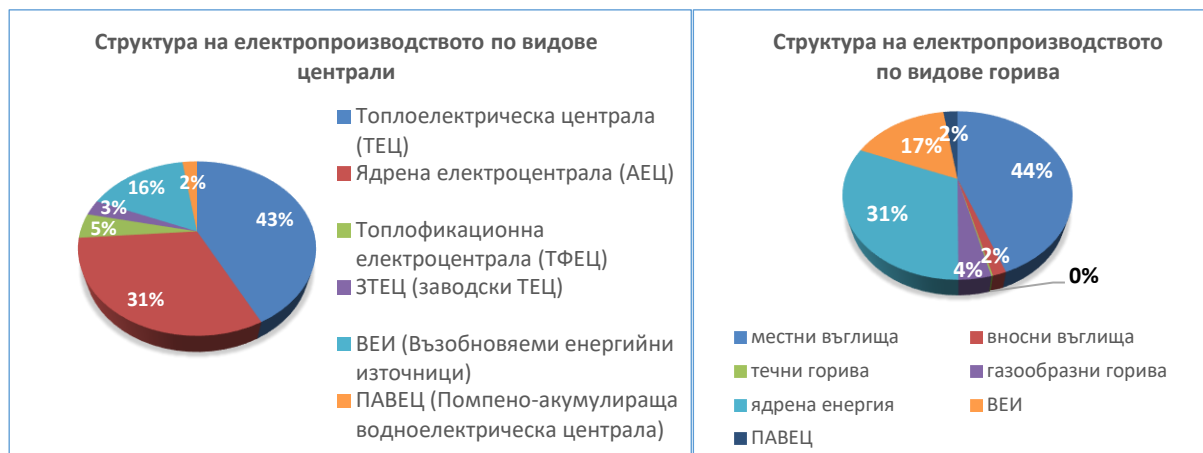 Структура на електропроизводството по видове
централи
43%
31%
5%
3%
16%
2%
Топлоелектрическа централа
(ТЕЦ)
Ядрена електроцентрала (АЕЦ)
Топлофикационна
електроцентрала (ТФЕЦ)
ЗТЕЦ (заводски ТЕЦ)
ВЕИ (Възобновяеми енергийни
източници)
ПАВЕЦ (Помпено-акумулираща
водноелектрическа централа)
Структура на електропроизводството
по видове горива
44%
2%
0%
4%
31%
17%
2%
местни въглища
вносни въглища
течни горива
газообразни горива
ядрена енергия
ВЕИ
ПАВЕЦ